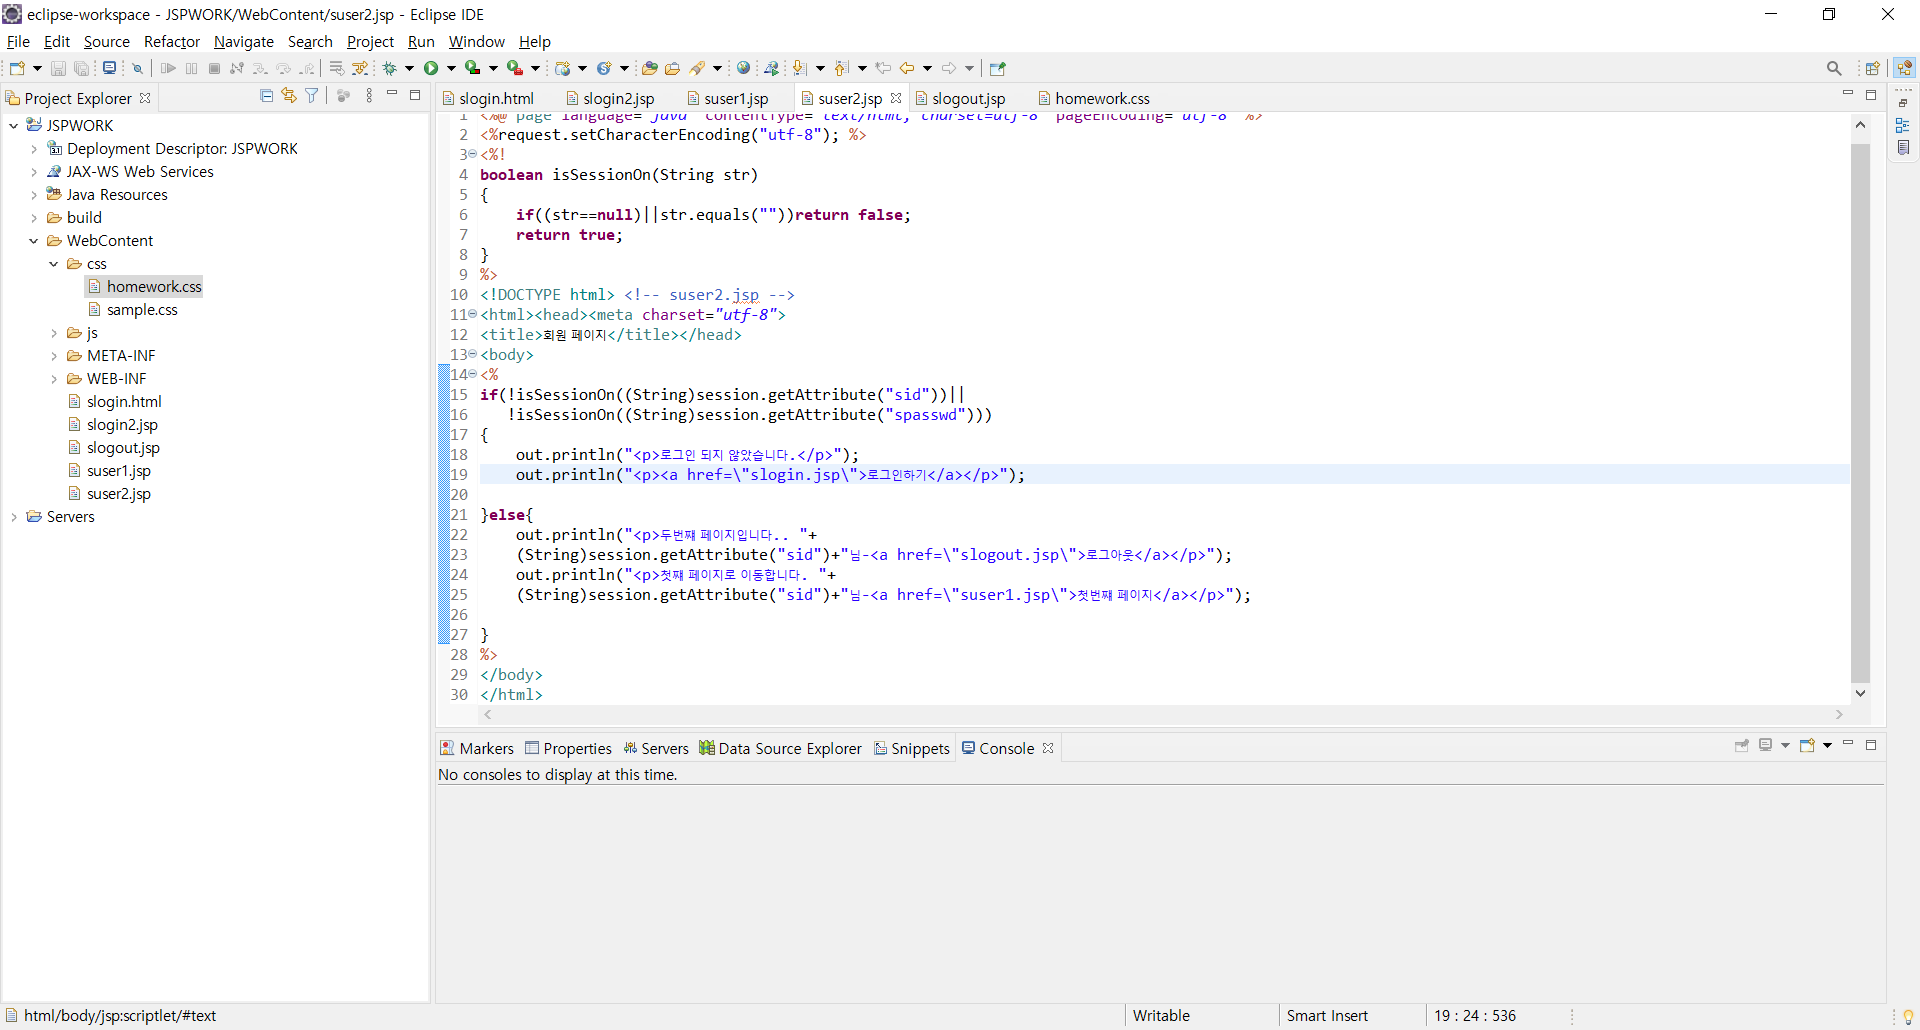 eclipse-workspace - JSPWORK/WebContent/suser2.jsp - Eclipse IDE
File Edit Source Refactor Navigate Search Project Run Window Help
Project Explorer
JSPWORK
Deployment Descriptor: JSPWORK
JAX-WS Web Services
Java Resources
build
WebContent
css
homework.css
sample.css
js
META-INF
WEB-INF
slogin.html
slogin2.jsp
slogout.jsp
suser1.jsp
suser2.jsp
Servers
slogin.html slogin2.jsp suser1.jsp suser2.jsp slogout.jsp homework.css
1 <%@ page language="java" contentType="text/html; charset=utf-8" pageEncoding="utf-8" %>
2 <%request.setCharacterEncoding("utf-8"); %>
3 <%!
4 boolean isSessionOn(String str)
5 {
6     if((str==null)||str.equals(""))return false;
7     return true;
8 }
9 %>
10 <!DOCTYPE html> <!-- suser2.jsp -->
11 <html><head><meta charset="utf-8">
12 <title>회원 페이지</title></head>
13 <body>
14 <%
15 if(!isSessionOn((String)session.getAttribute("sid"))||
16    !isSessionOn((String)session.getAttribute("spasswd")))
17 {
18     out.println("<p>로그인 되지 않았습니다.</p>");
19     out.println("<p><a href=\"slogin.jsp\">로그인하기</a></p>");
20
21 }else{
22     out.println("<p>두번째 페이지입니다.. "+
23     (String)session.getAttribute("sid")+"님-<a href=\"slogout.jsp\">로그아웃</a></p>");
24     out.println("<p>첫째 페이지로 이동합니다. "+
25     (String)session.getAttribute("sid")+"님-<a href=\"suser1.jsp\">첫번째 페이지</a></p>");
26
27 }
28 %>
29 </body>
30 </html>
Markers Properties Servers Data Source Explorer Snippets Console
No consoles to display at this time.
html/body/jsp:scriptlet/#text Writable Smart Insert 19 : 24 : 536